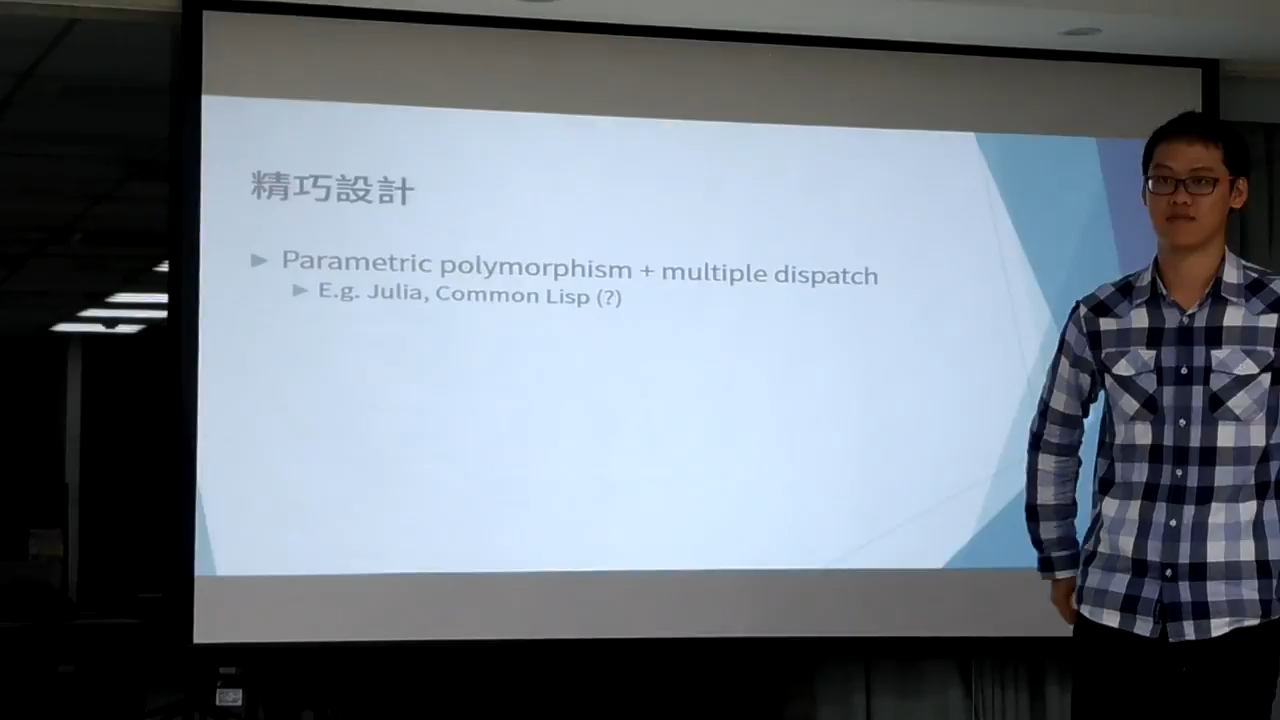 精巧設計
Parametric polymorphism + multiple dispatch
E.g. Julia, Common Lisp (?)